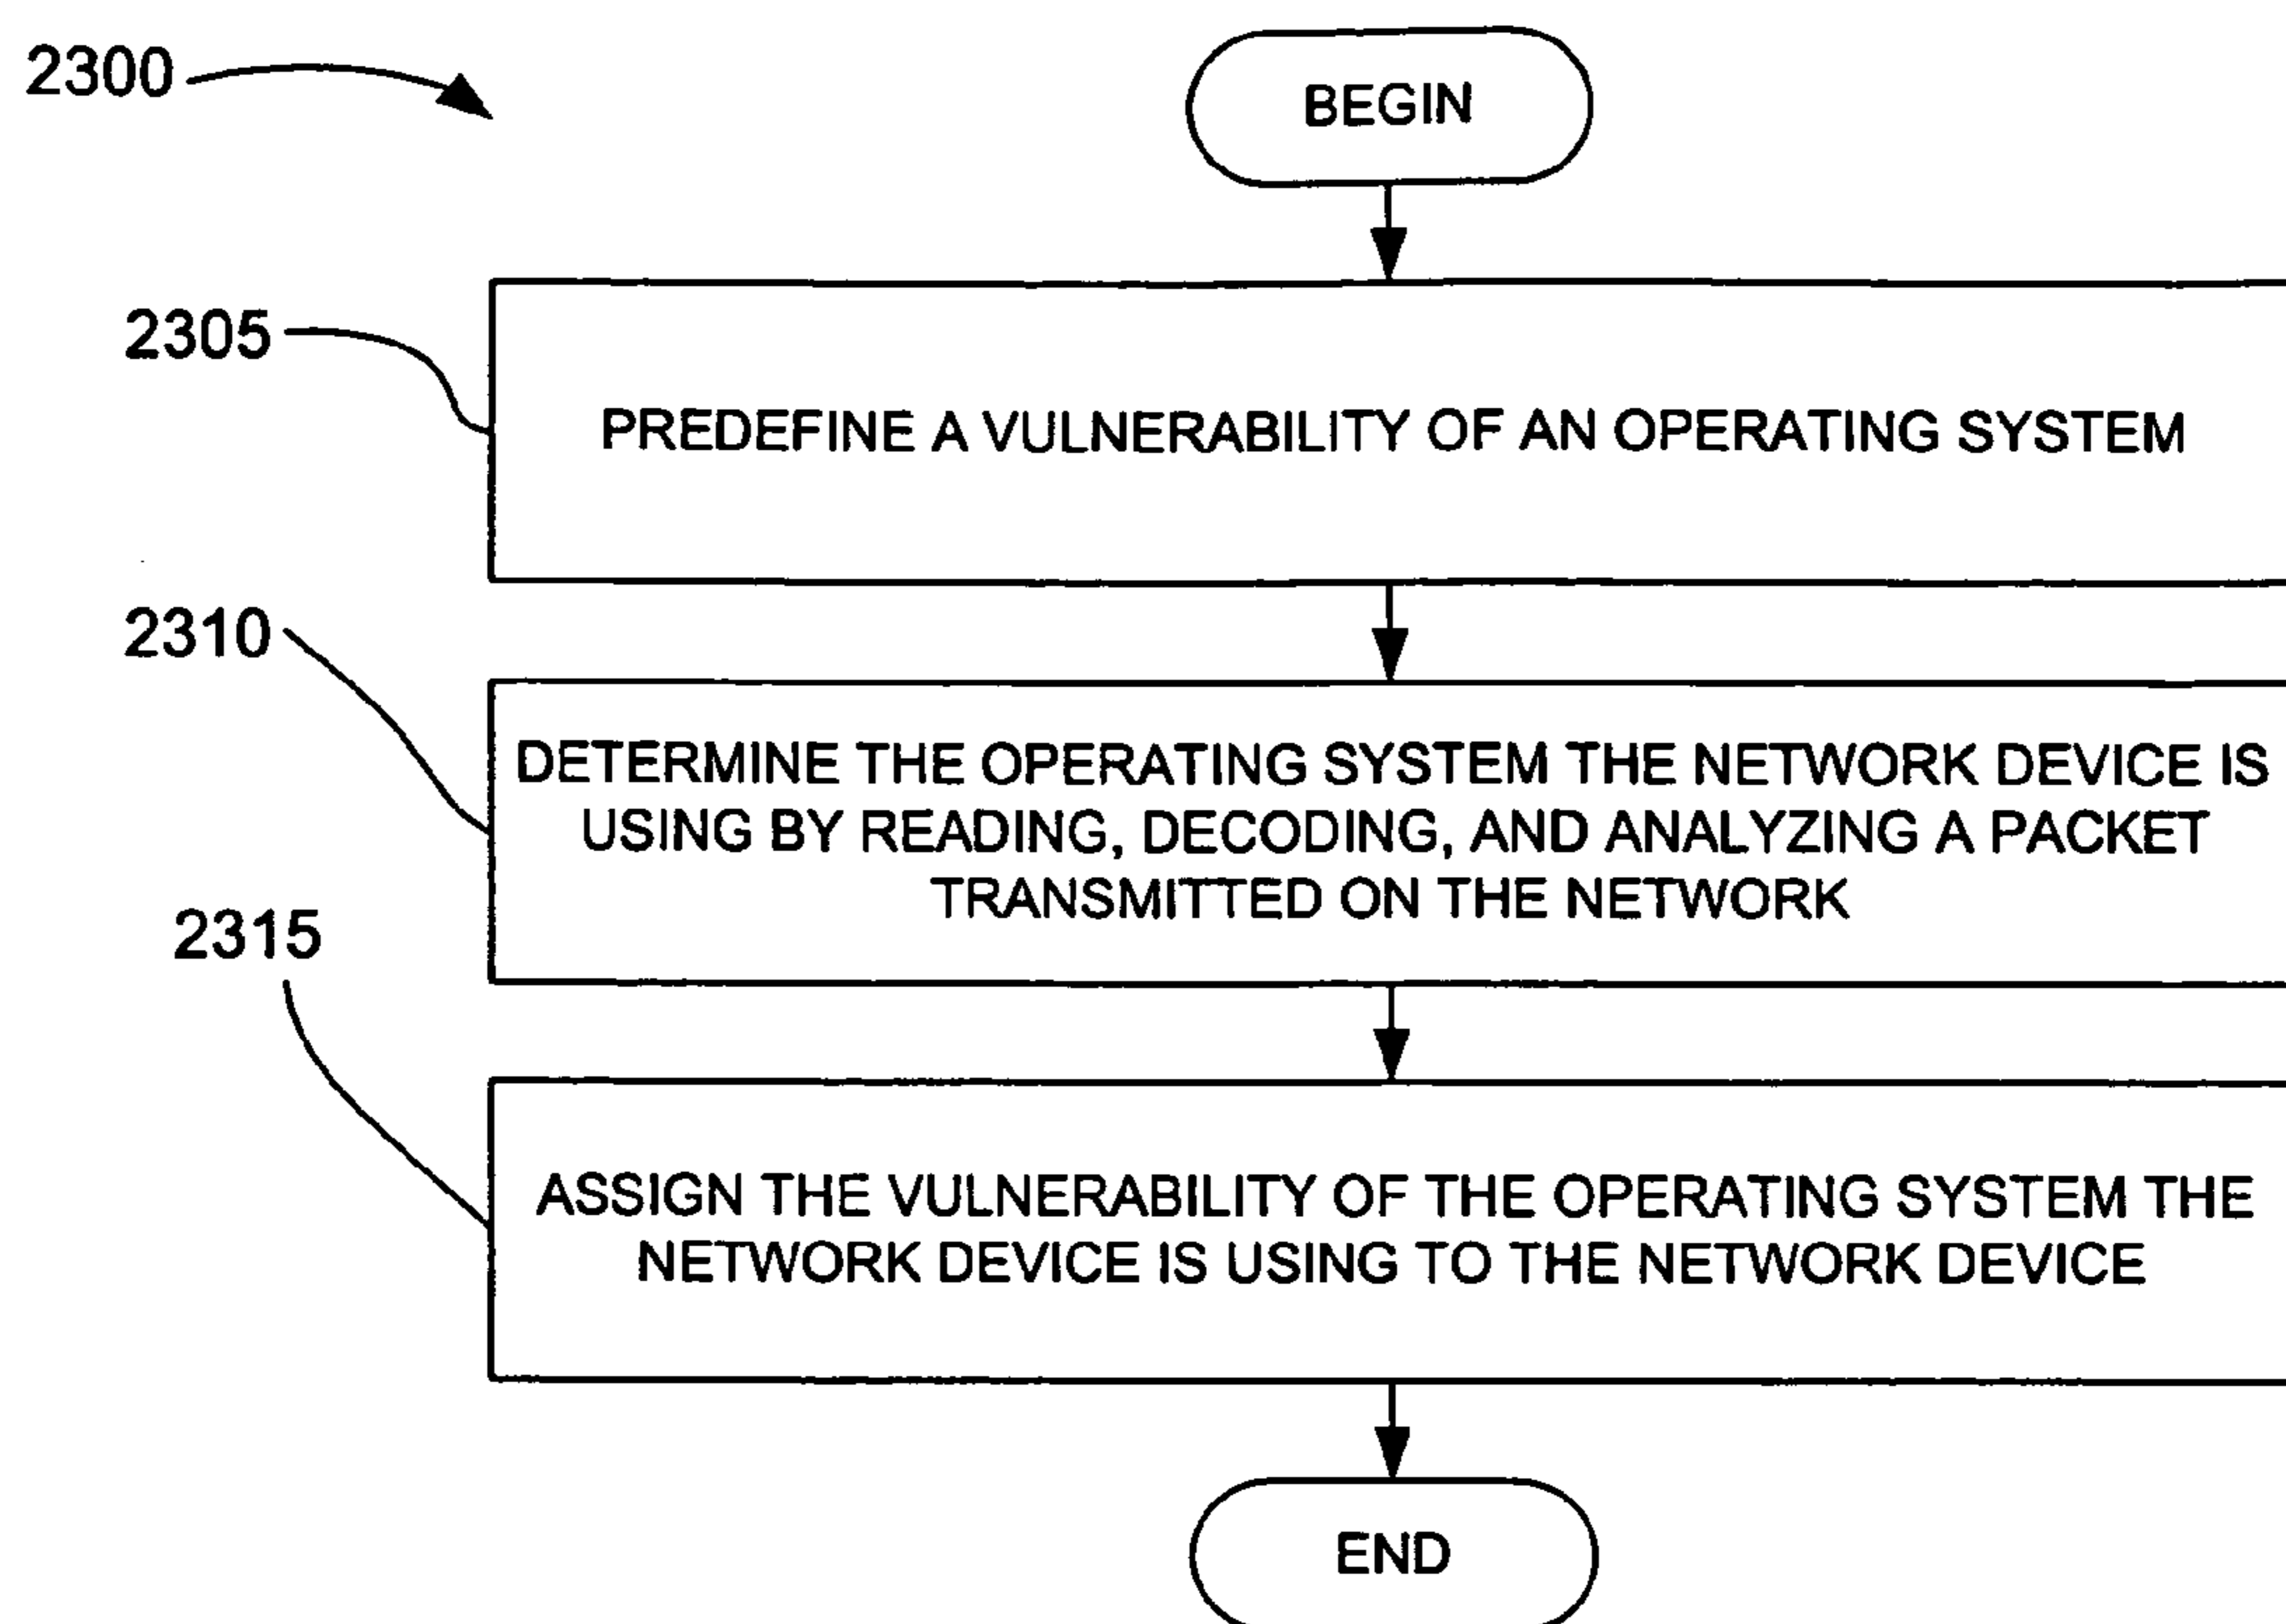 2300
BEGIN
2305
PREDEFINE A VULNERABILITY OF AN OPERATING SYSTEM
2310
DETERMINE THE OPERATING SYSTEM THE NETWORK DEVICE IS
USING BY READING, DECODING, AND ANALYZING A PACKET
TRANSMITTED ON THE NETWORK
2315
ASSIGN THE VULNERABILITY OF THE OPERATING SYSTEM THE
NETWORK DEVICE IS USING TO THE NETWORK DEVICE
END